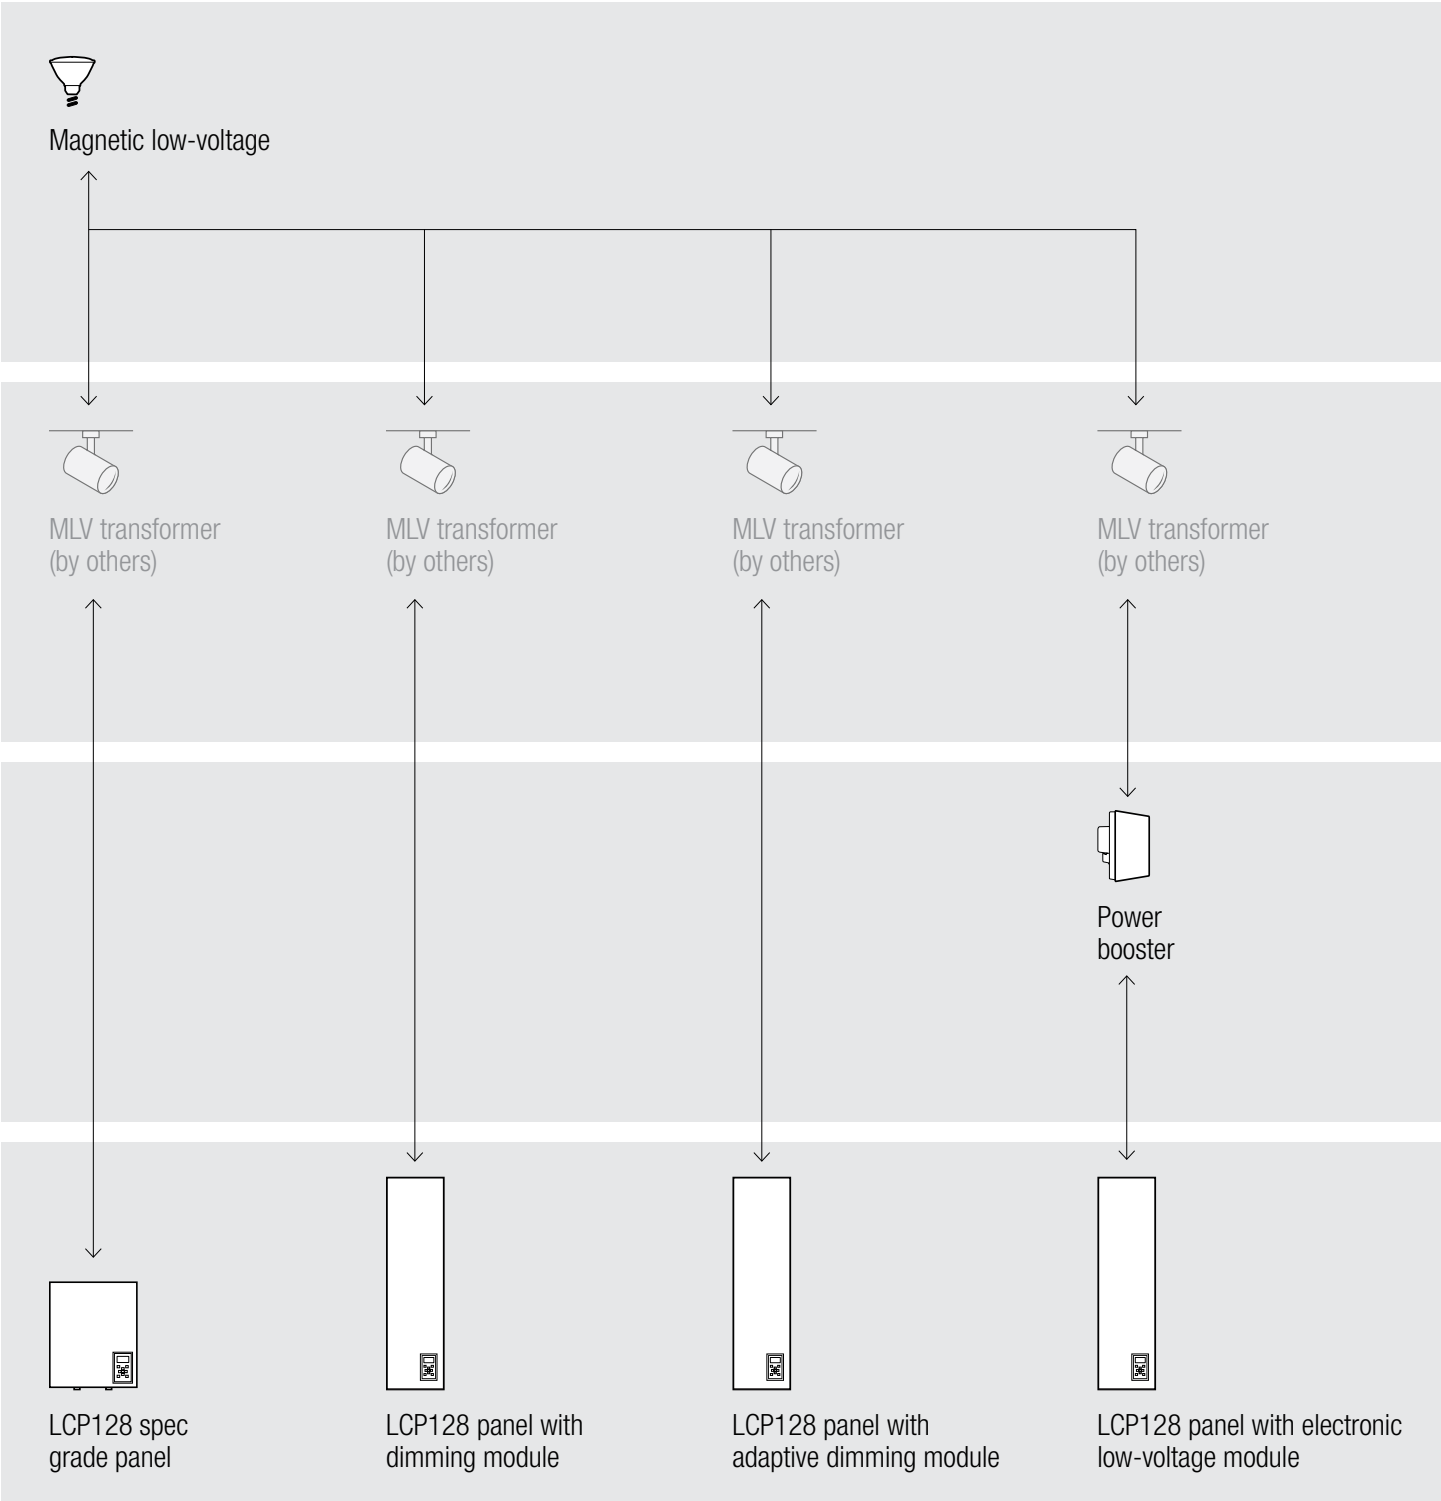 Magnetic low-voltage
MLV transformer
(by others)
MLV transformer
(by others)
MLV transformer
(by others)
MLV transformer
(by others)
Power
booster
LCP128 spec
grade panel
LCP128 panel with
dimming module
LCP128 panel with
adaptive dimming module
LCP128 panel with electronic
low-voltage module